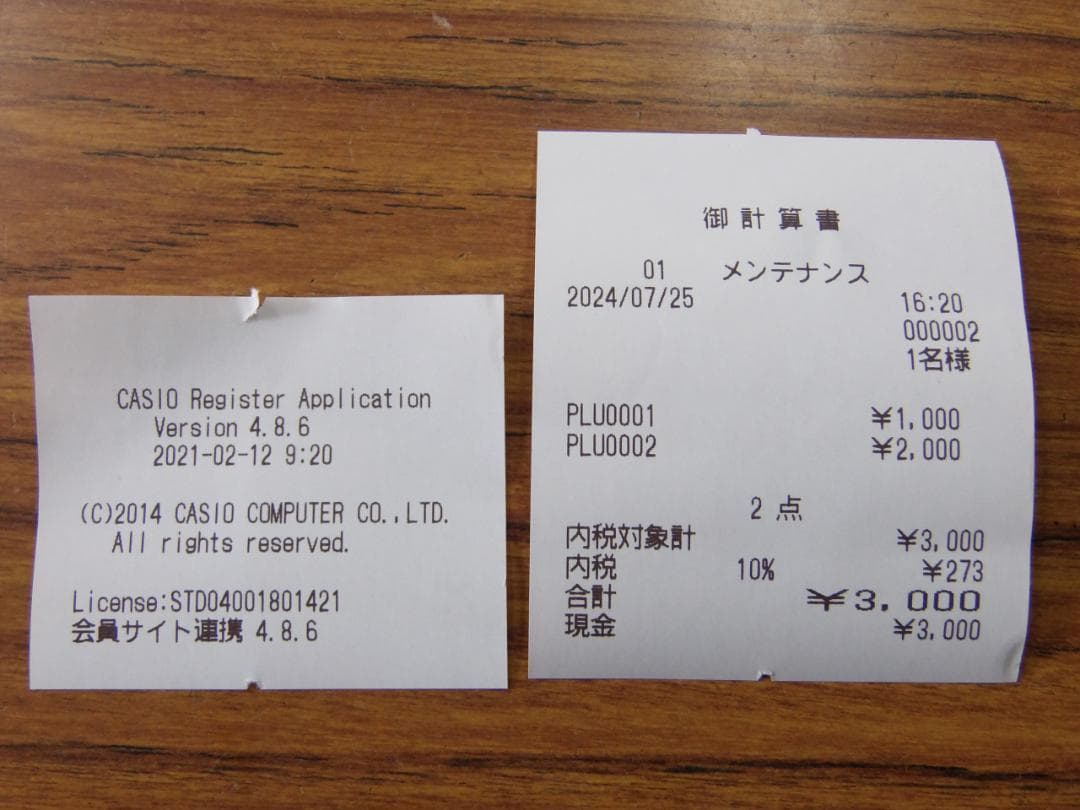 CASIO Register Application
Version 4.8.6
2021-02-12 9:20
(C)2014 CASIO COMPUTER CO.,LTD.
All rights reserved.
License:STD04001801421
会員サイト連携 4.8.6
御計算書
01 メンテナンス
2024/07/25 16:20
000002
1名様
PLU0001 ¥1,000
PLU0002 ¥2,000
2点
内税対象計 ¥3,000
内税 10% ¥273
合計 ¥3,000
現金 ¥3,000